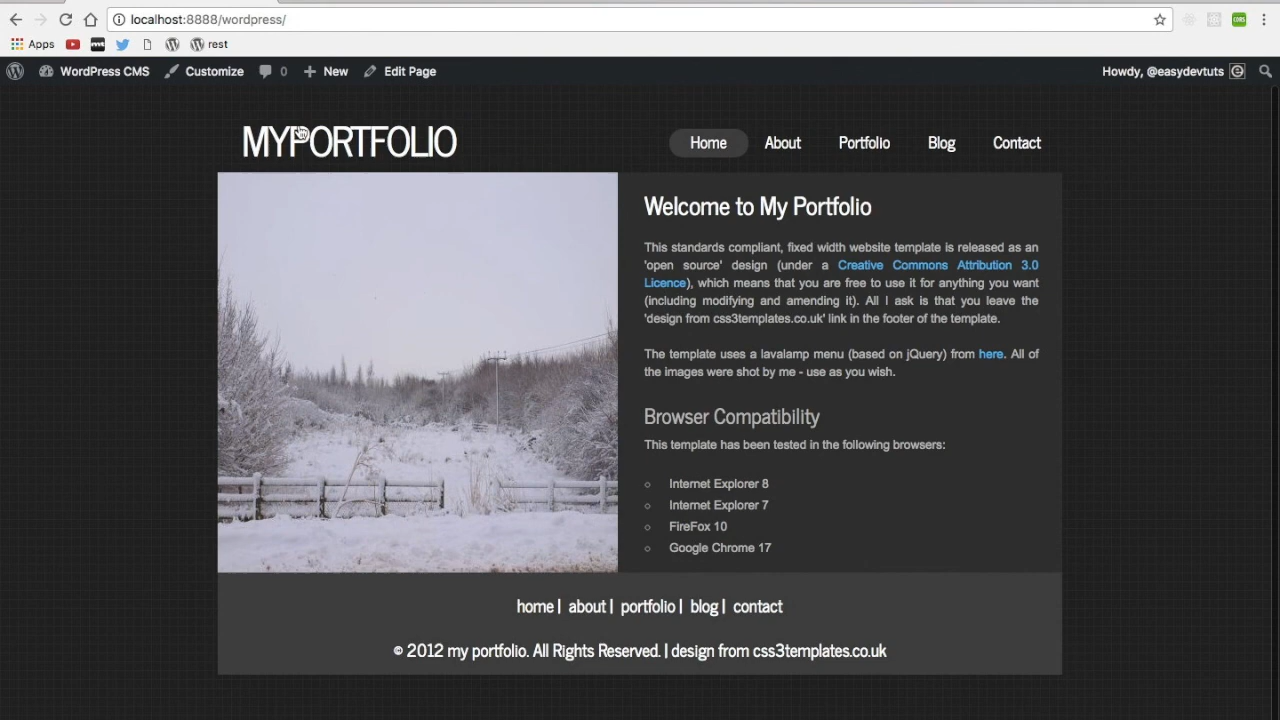 localhost:8888/wordpress/
Apps
rest
WordPress CMS
Customize
0
New
Edit Page
Howdy, @easydevtuts
MYPORTFOLIO
Home
About
Portfolio
Blog
Contact
Welcome to My Portfolio
This standards compliant, fixed width website template is released as an
'open source' design (under a Creative Commons Attribution 3.0
Licence), which means that you are free to use it for anything you want
(including modifying and amending it). All I ask is that you leave the
'design from css3templates.co.uk' link in the footer of the template.
The template uses a lavalamp menu (based on jQuery) from here. All of
the images were shot by me - use as you wish.
Browser Compatibility
This template has been tested in the following browsers:
Internet Explorer 8
Internet Explorer 7
FireFox 10
Google Chrome 17
home | about | portfolio | blog | contact
© 2012 my portfolio. All Rights Reserved. | design from css3templates.co.uk